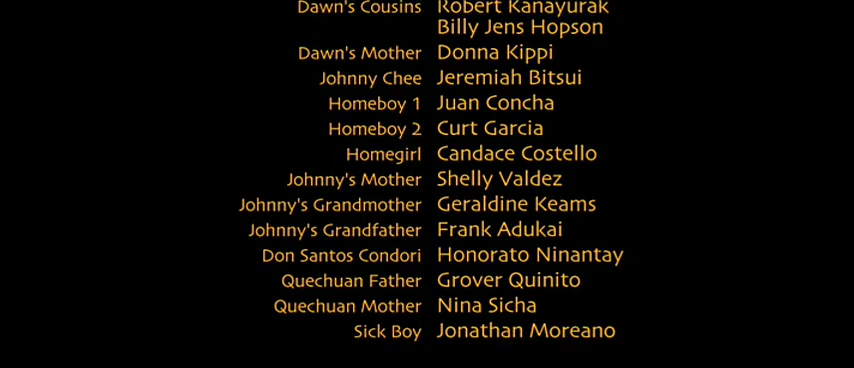 Dawn's Cousins Robert Kanayurak
Billy Jens Hopson
Dawn's Mother Donna Kippi
Johnny Chee Jeremiah Bitsui
Homeboy 1 Juan Concha
Homeboy 2 Curt Garcia
Homegirl Candace Costello
Johnny's Mother Shelly Valdez
Johnny's Grandmother Geraldine Keams
Johnny's Grandfather Frank Adukai
Don Santos Condori Honorato Ninantay
Quechuan Father Grover Quinito
Quechuan Mother Nina Sicha
Sick Boy Jonathan Moreano